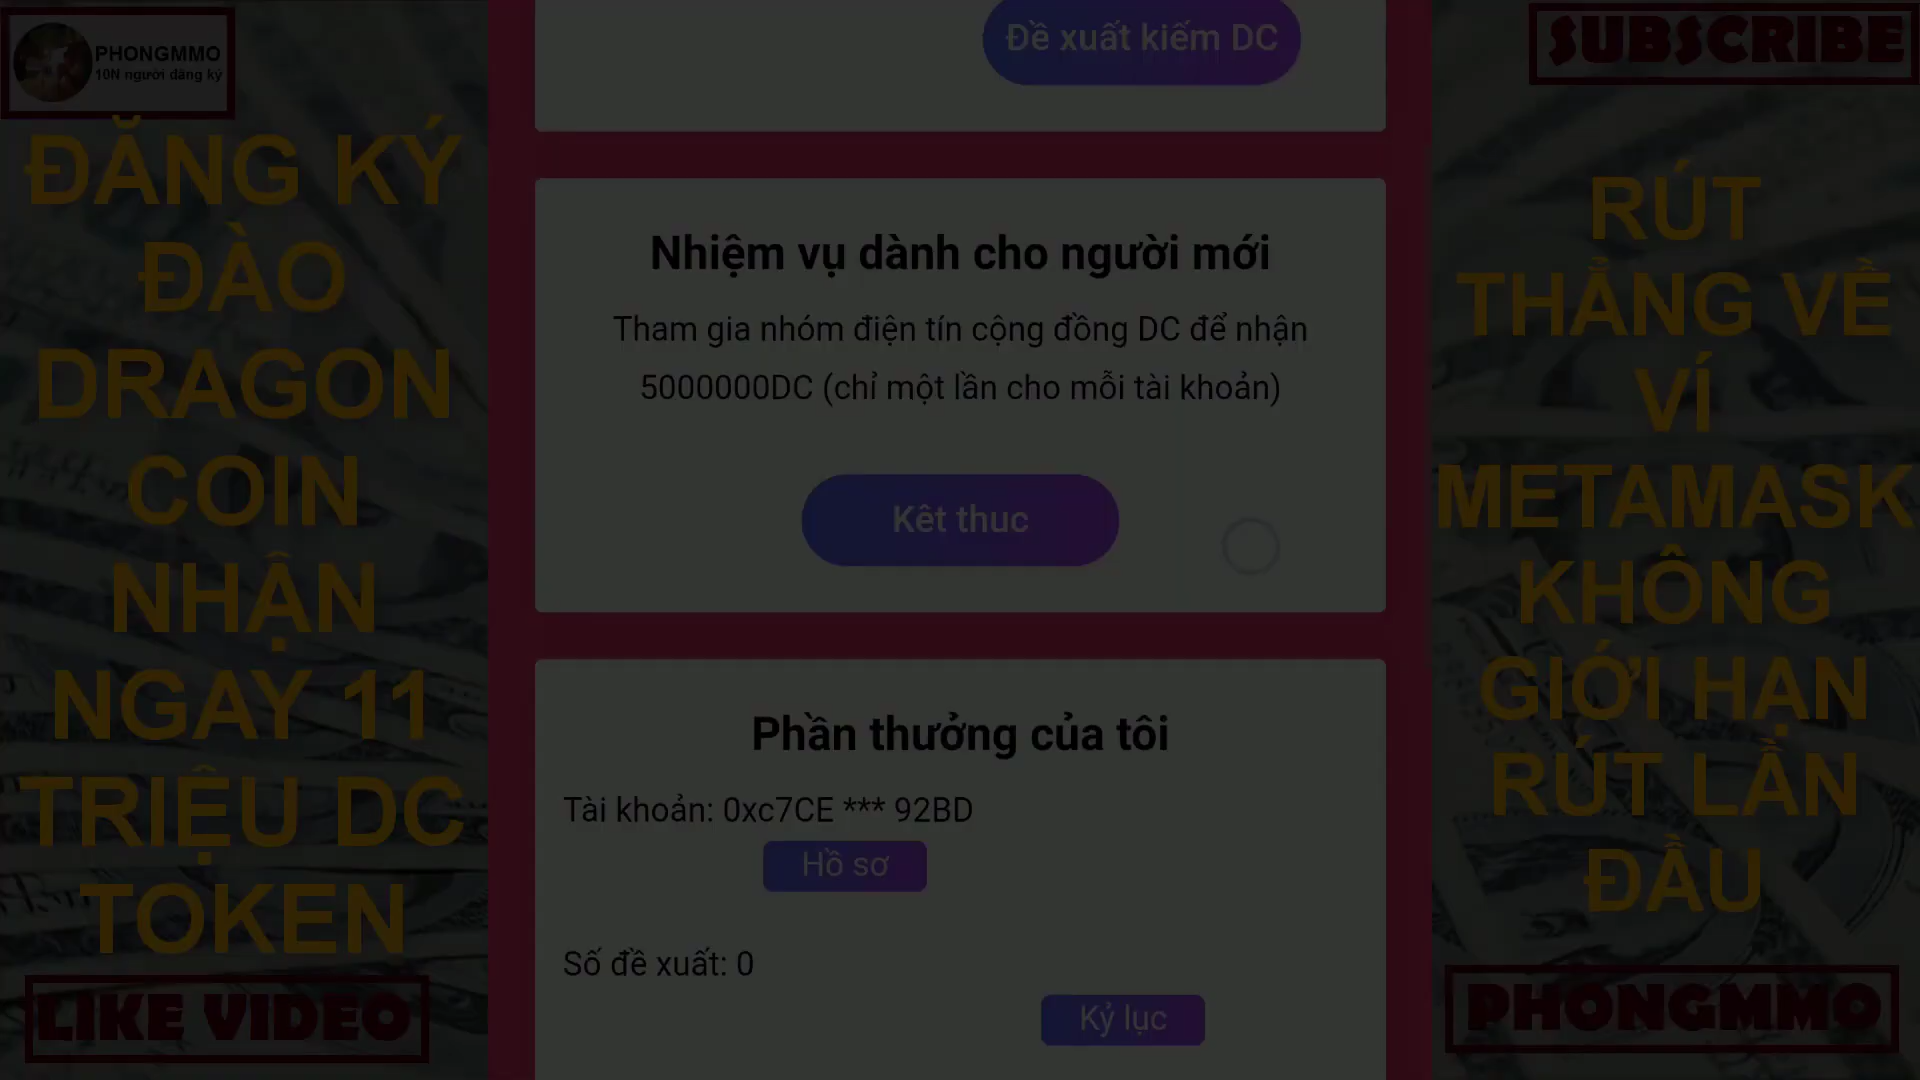 PHONGMMO
10N người đăng ký
ĐĂNG KÝ
ĐÀO
DRAGON
COIN
NHẬN
NGAY 11
TRIỆU DC
TOKEN
LIKE VIDEO
Đề xuất kiếm DC
Nhiệm vụ dành cho người mới
Tham gia nhóm điện tín cộng đồng DC để nhận
5000000DC (chỉ một lần cho mỗi tài khoản)
Kêt thuc
Phần thưởng của tôi
Tài khoản: 0xc7CE *** 92BD
Hồ sơ
Số đề xuất: 0
Kỷ lục
SUBSCRIBE
RÚT
THẲNG VỀ
VÍ
METAMASK
KHÔNG
GIỚI HẠN
RÚT LẦN
ĐẦU
PHONGMMO